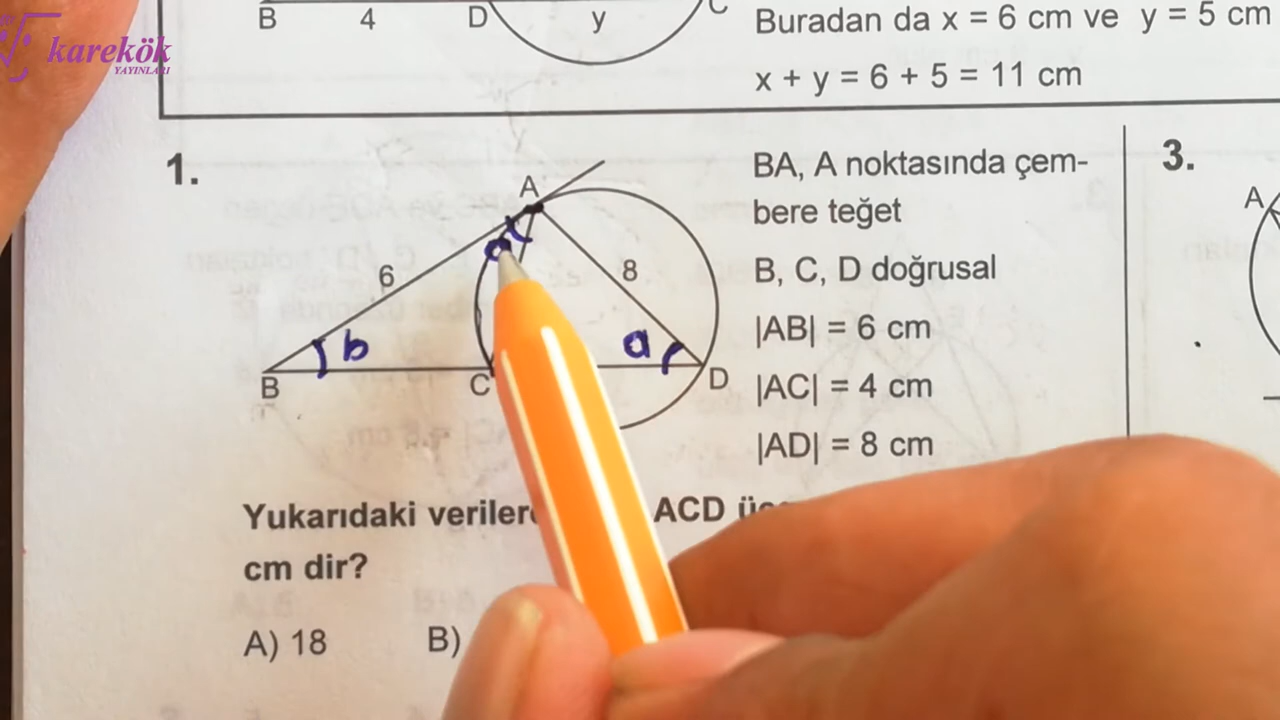 B 4 D y C
Buradan da x = 6 cm ve y = 5 cm
x + y = 6 + 5 = 11 cm
karekök
YAYINLARI
1.
A
6
8
a
b
a
B
C
D
BA, A noktasında çem-
bere teğet
B, C, D doğrusal
|AB| = 6 cm
|AC| = 4 cm
|AD| = 8 cm
Yukarıdaki ACD
cm dir?
A) 18 B)
3.
A